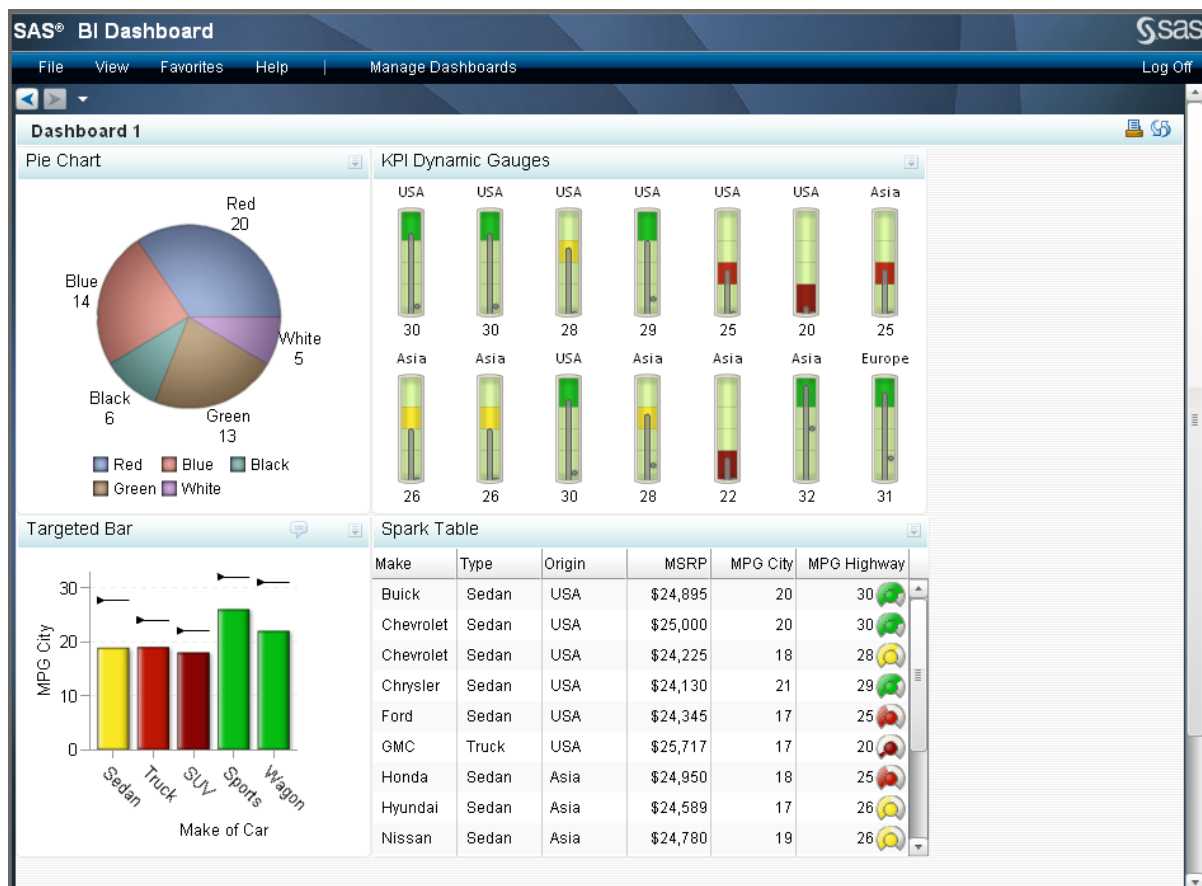 SAS® BI Dashboard
sas
File View Favorites Help | Manage Dashboards Log Off
Dashboard 1
Pie Chart
Red
20
Blue
14
White
5
Black
6
Green
13
Red Blue Black
Green White
KPI Dynamic Gauges
USA USA USA USA USA USA Asia
30 30 28 29 25 20 25
Asia Asia USA Asia Asia Asia Europe
26 26 30 28 22 32 31
Targeted Bar
MPG City
30
20
10
0
Sedan Truck SUV Sports Wagon
Make of Car
Spark Table
Make Type Origin MSRP MPG City MPG Highway
Buick Sedan USA $24,895 20 30
Chevrolet Sedan USA $25,000 20 30
Chevrolet Sedan USA $24,225 18 28
Chrysler Sedan USA $24,130 21 29
Ford Sedan USA $24,345 17 25
GMC Truck USA $25,717 17 20
Honda Sedan Asia $24,950 18 25
Hyundai Sedan Asia $24,589 17 26
Nissan Sedan Asia $24,780 19 26